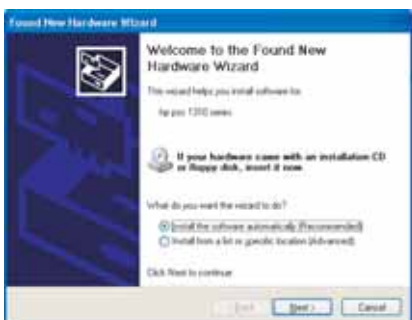 Found New Hardware Wizard
Welcome to the Found New
Hardware Wizard
This wizard helps you install software for:
hp psc 1310 series
If your hardware came with an installation CD
or floppy disk, insert it now.
What do you want the wizard to do?
Install the software automatically (Recommended)
Install from a list or specific location (Advanced)
Click Next to continue.
< Back
Next >
Cancel